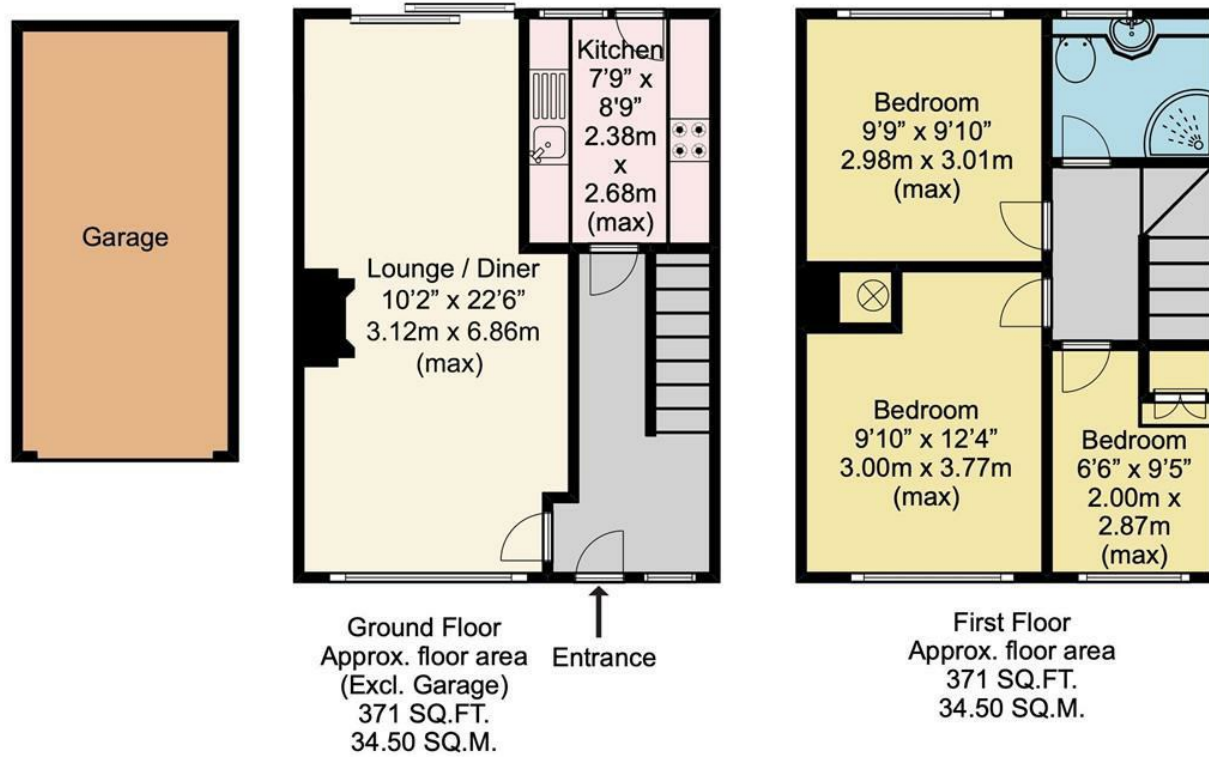 Garage
Lounge / Diner
10’2” x 22’6”
3.12m x 6.86m
(max)
Kitchen
7’9” x
8'9”
2.38m
x
2.68m
(max)
Ground Floor
Approx. floor area
(Excl. Garage)
371 SQ.FT.
34.50 SQ.M.
Entrance
Bedroom
9’9” x 9’10”
2.98m x 3.01m
(max)
Bedroom
9’10” x 12’4”
3.00m x 3.77m
(max)
Bedroom
6’6” x 9’5”
2.00m x
2.87m
(max)
First Floor
Approx. floor area
371 SQ.FT.
34.50 SQ.M.